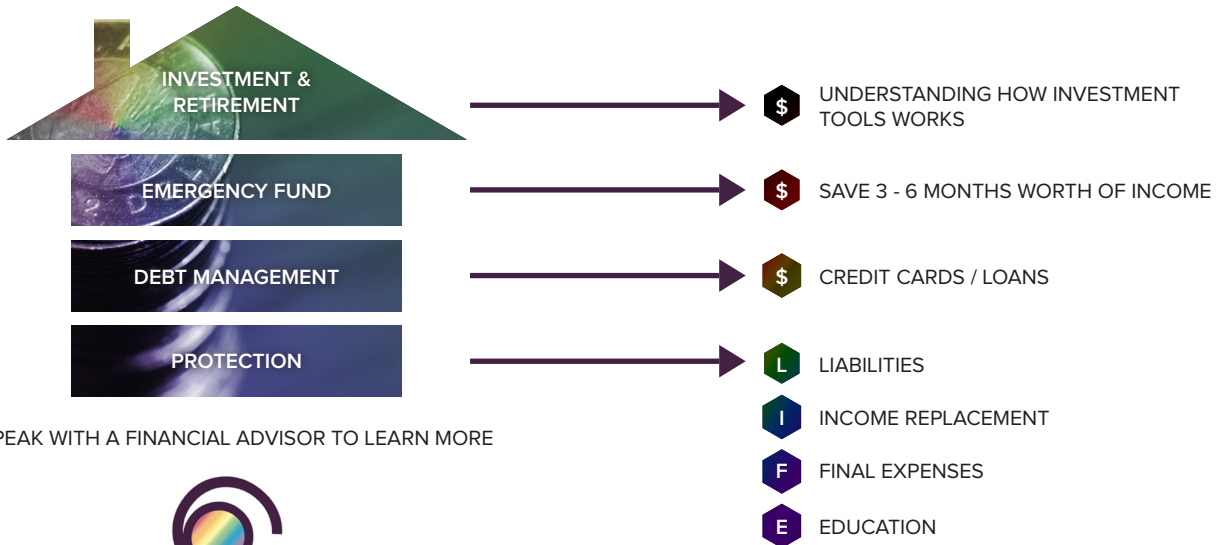 INVESTMENT &
RETIREMENT
$
UNDERSTANDING HOW INVESTMENT
TOOLS WORKS
EMERGENCY FUND
$
SAVE 3 - 6 MONTHS WORTH OF INCOME
DEBT MANAGEMENT
$
CREDIT CARDS / LOANS
PROTECTION
L
LIABILITIES
I
INCOME REPLACEMENT
F
FINAL EXPENSES
E
EDUCATION
PEAK WITH A FINANCIAL ADVISOR TO LEARN MORE